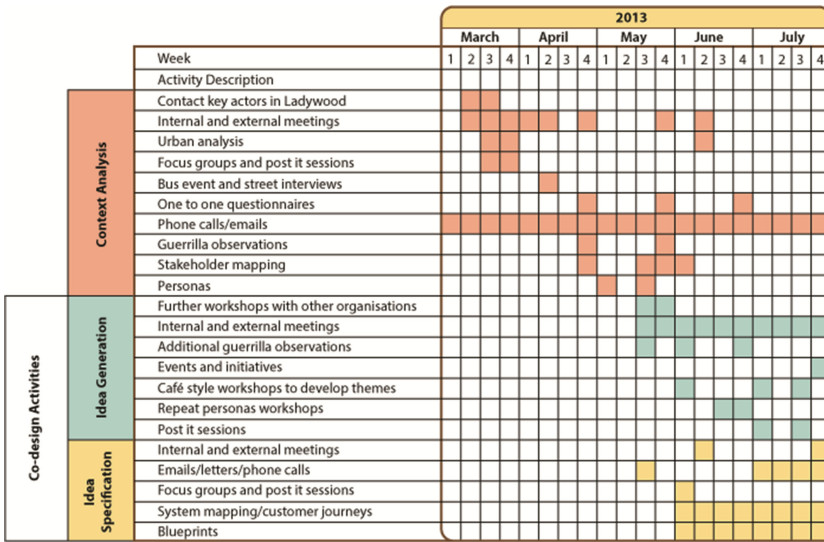 2013
March April May June July
Week 1 2 3 4 1 2 3 4 1 2 3 4 1 2 3 4 1 2 3 4
Activity Description
Context Analysis
Contact key actors in Ladywood
Internal and external meetings
Urban analysis
Focus groups and post it sessions
Bus event and street interviews
One to one questionnaires
Phone calls/emails
Guerrilla observations
Stakeholder mapping
Personas
Co-design Activities
Idea Generation
Further workshops with other organisations
Internal and external meetings
Additional guerrilla observations
Events and initiatives
Café style workshops to develop themes
Repeat personas workshops
Post it sessions
Idea
Specification
Internal and external meetings
Emails/letters/phone calls
Focus groups and post it sessions
System mapping/customer journeys
Blueprints